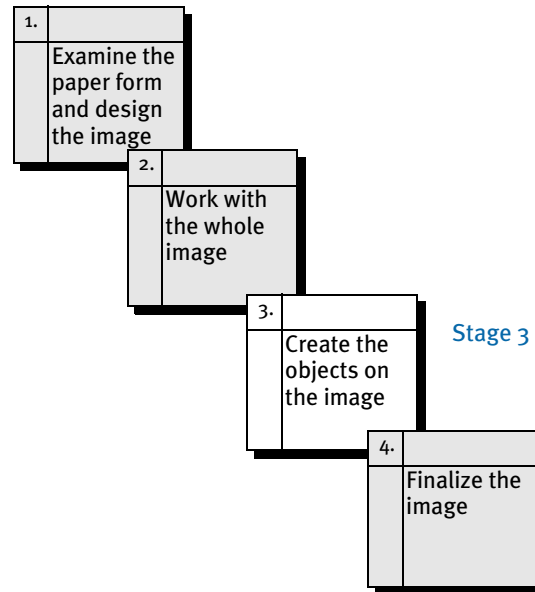 1.
Examine the
paper form
and design
the image
2.
Work with
the whole
image
3.
Create the
objects on
the image
Stage 3
4.
Finalize the
image